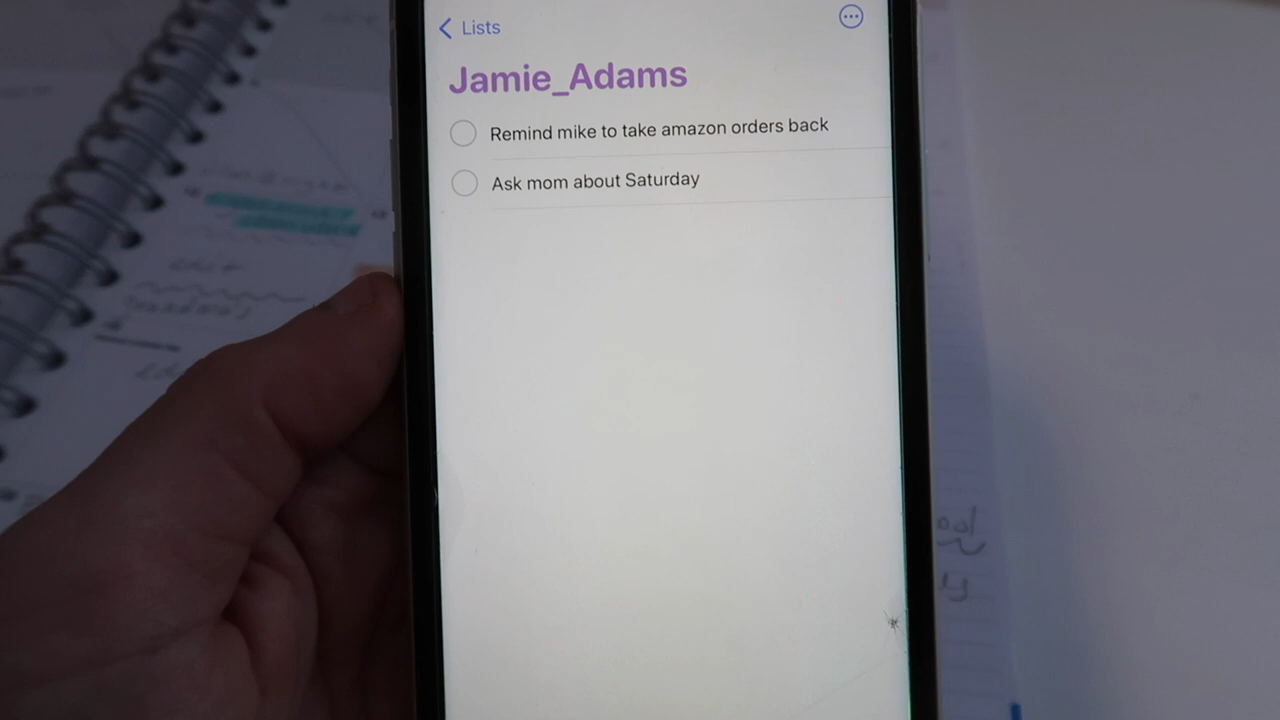 Lists
Jamie_Adams
Remind mike to take amazon orders back
Ask mom about Saturday